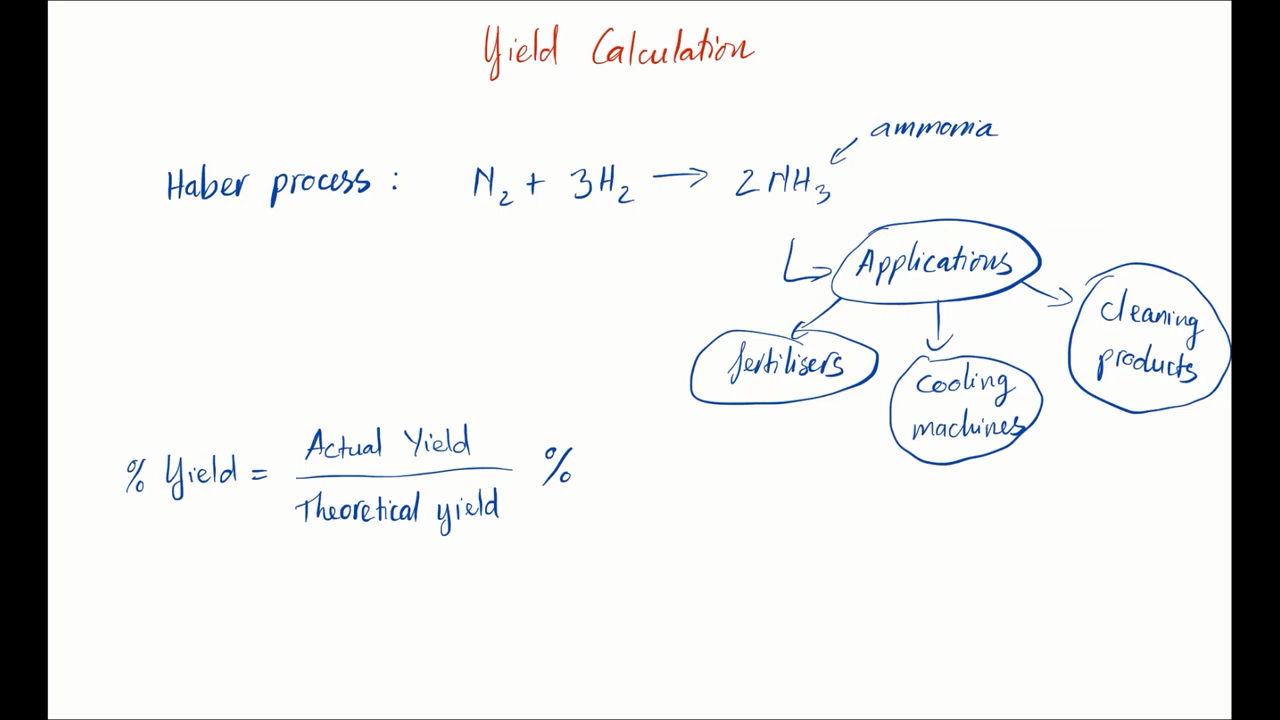 Yield Calculation
ammonia
Haber process : N₂ + 3H₂ → 2NH₃
Applications
fertilisers
cooling
machines
cleaning
products
% Yield = Actual Yield / Theoretical yield %